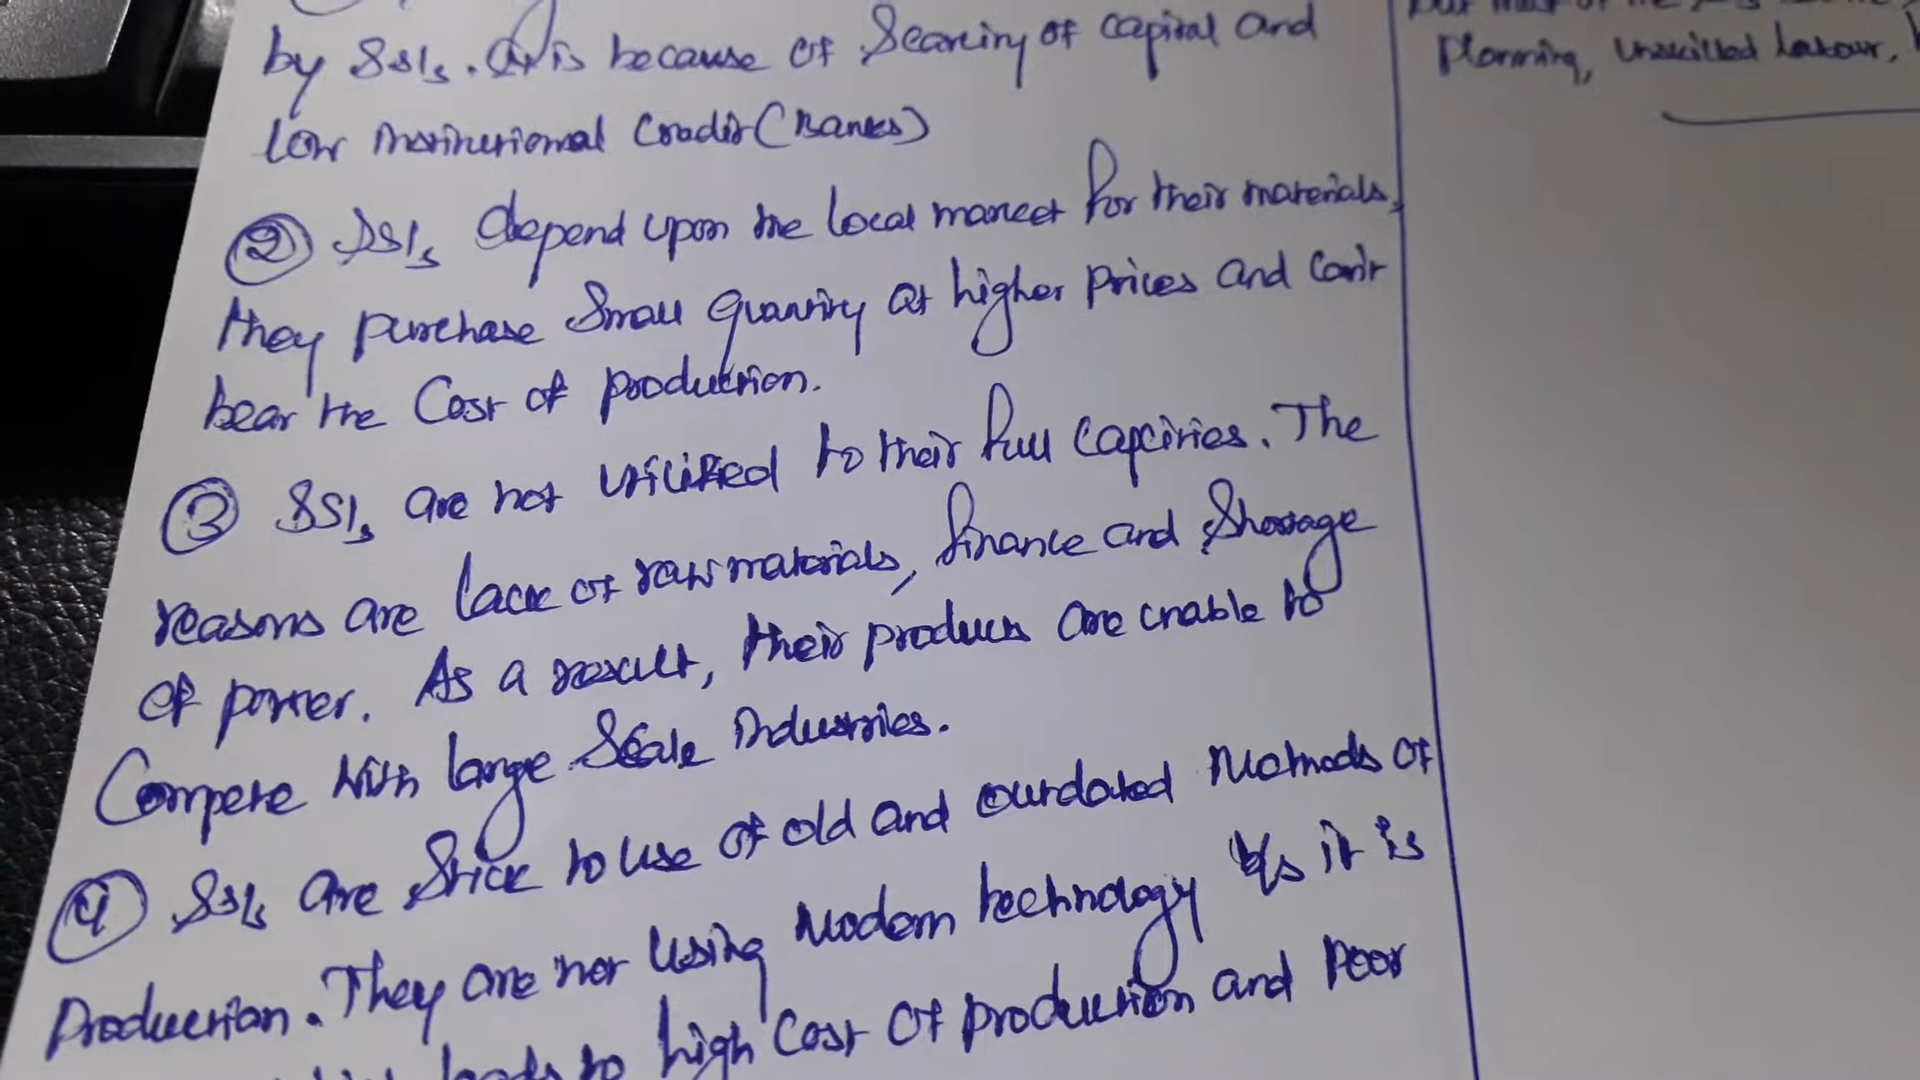 by SSIs. It is because of Scarcity of capital and
low institutional Credit (Banks)
② SSIs depend upon the local market for their materials,
they purchase Small quantity at higher prices and can't
bear the Cost of production.
③ SSIs are not utilised to their full capcities. The
reasons are lack of raw materials, finance and Shortage
of power. As a result, their products are unable to
Compete with large Scale industries.
④ SSIs are Stick to use of old and outdated Methods of
Production. They are not Using Modern technology b/s it is
leads to high Cost of production and Poor
Planning, Unskilled labour,